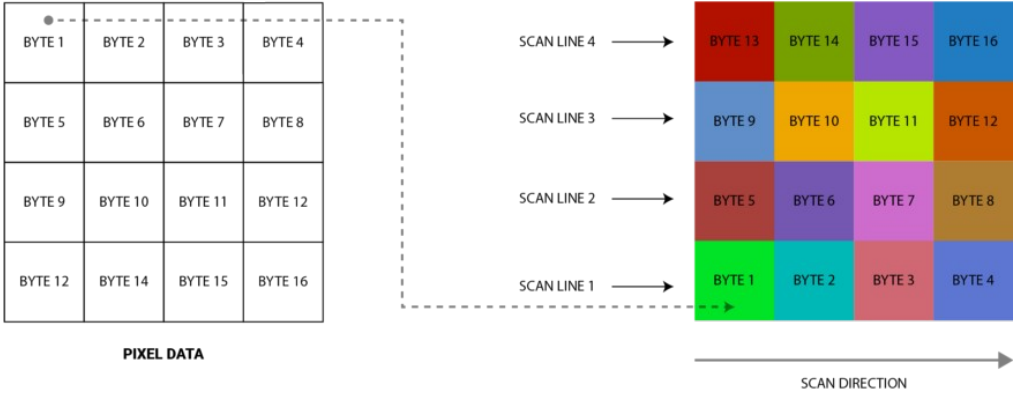 BYTE 1 BYTE 2 BYTE 3 BYTE 4
BYTE 5 BYTE 6 BYTE 7 BYTE 8
BYTE 9 BYTE 10 BYTE 11 BYTE 12
BYTE 12 BYTE 14 BYTE 15 BYTE 16
PIXEL DATA
SCAN LINE 4
SCAN LINE 3
SCAN LINE 2
SCAN LINE 1
BYTE 13 BYTE 14 BYTE 15 BYTE 16
BYTE 9 BYTE 10 BYTE 11 BYTE 12
BYTE 5 BYTE 6 BYTE 7 BYTE 8
BYTE 1 BYTE 2 BYTE 3 BYTE 4
SCAN DIRECTION